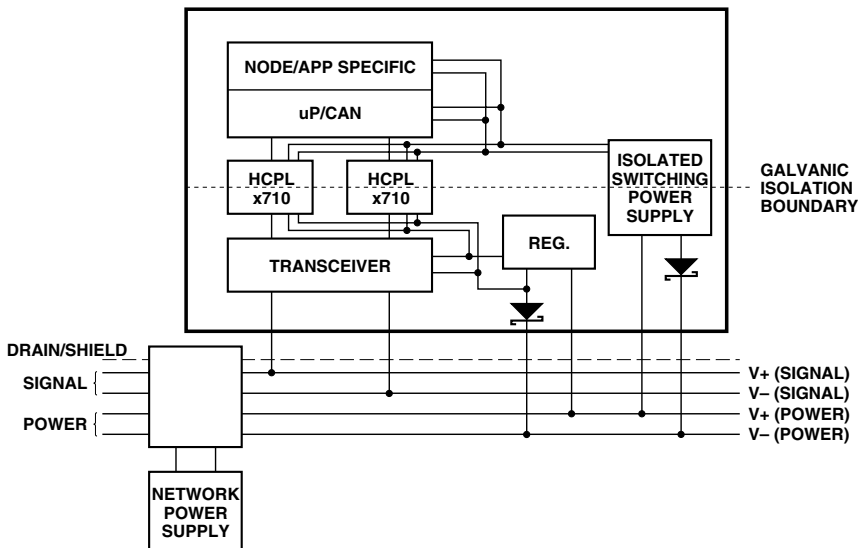 NODE/APP SPECIFIC
uP/CAN
HCPL
x710
HCPL
x710
ISOLATED
SWITCHING
POWER
SUPPLY
GALVANIC
ISOLATION
BOUNDARY
TRANSCEIVER
REG.
DRAIN/SHIELD
SIGNAL
POWER
V+ (SIGNAL)
V– (SIGNAL)
V+ (POWER)
V– (POWER)
NETWORK
POWER
SUPPLY